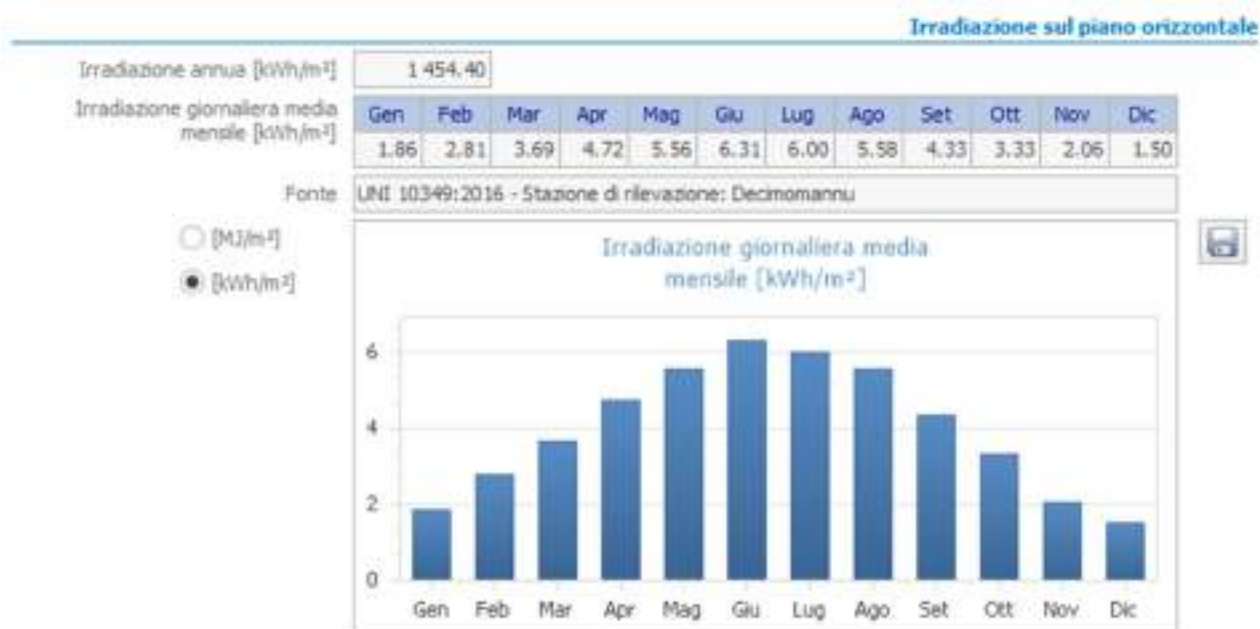 Irradiazione sul piano orizzontale
Irradiazione annua [kWh/m²] 1 454.40
Irradiazione giornaliera media mensile [kWh/m²]
Gen Feb Mar Apr Mag Giu Lug Ago Set Ott Nov Dic
1.86 2.81 3.69 4.72 5.56 6.31 6.00 5.58 4.33 3.33 2.06 1.50
Fonte UNI 10349:2016 - Stazione di rilevazione: Decimomannu
[MJ/m²]
[kWh/m²]
Irradiazione giornaliera media
mensile [kWh/m²]
6
4
2
0
Gen Feb Mar Apr Mag Giu Lug Ago Set Ott Nov Dic